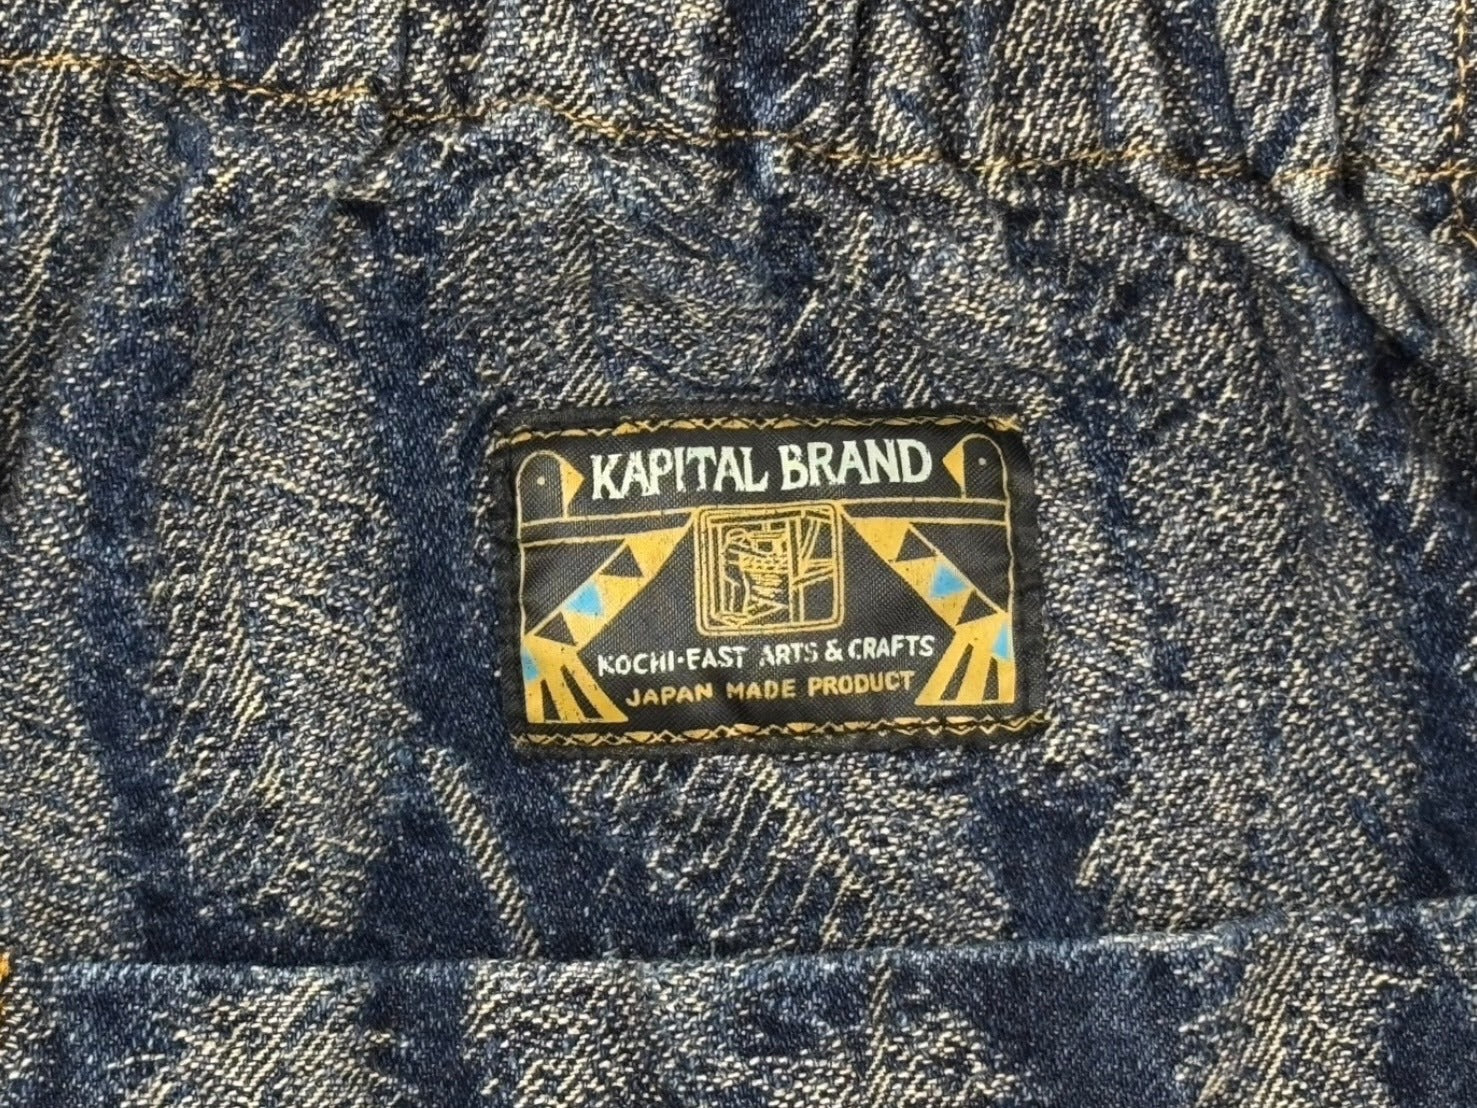 KAPITAL BRAND
KOCHI·EAST ARTS & CRAFTS
JAPAN MADE PRODUCT